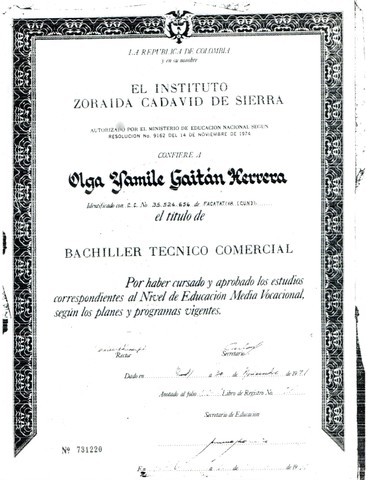 LA REPUBLICA DE COLOMBIA
y en su nombre
EL INSTITUTO
ZORAIDA CADAVID DE SIERRA
AUTORIZADO POR EL MINISTERIO DE EDUCACION NACIONAL SEGUN
RESOLUCION No. 9162 DEL 14 DE NOVIEMBRE DE 1974
CONFIERE A
Olga Yamile Gaitán Herrera
Identificado con C.C. No. 35.524.656 de FACATATIVA (CUND).
el título de
BACHILLER TECNICO COMERCIAL
Por haber cursado y aprobado los estudios
correspondientes al Nivel de Educación Media Vocacional,
según los planes y programas vigentes.
Rector
Secretario
Dado en a de de 19
Anotado al folio Libro de Registro No.
Secretaria de Educación
Nº 731220